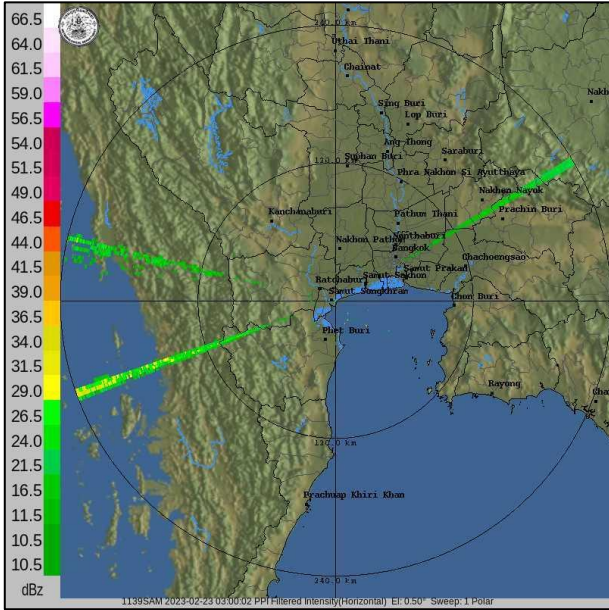 66.5
64.0
61.5
59.0
56.5
54.0
51.5
49.0
46.5
44.0
41.5
39.0
36.5
34.0
31.5
29.0
26.5
24.0
21.5
16.5
11.5
10.5
10.5
dBz
240.0 km
Uthai Thani
Chainat
Nakh
Sing Buri
Lop Buri
Ang Thong
Saraburi
120.0 km
Suphan Buri
Phra Nakhon Si Ayutthaya
Nakhon Nayok
Kanchanaburi
Pathum Thani
Prachin Buri
Nonthaburi
Nakhon Pathom
Bangkok
Chachoengsao
Samut Prakan
Samut Sakhon
Ratchaburi
Samut Songkhram
Chon Buri
Phet Buri
Rayong
Cha
120.0 km
Prachuap Khiri Khan
240.0 km
1139SAM 2023-02-23 03:00:02 PPI Filtered Intensity(Horizontal) El: 0.50° Sweep: 1 Polar